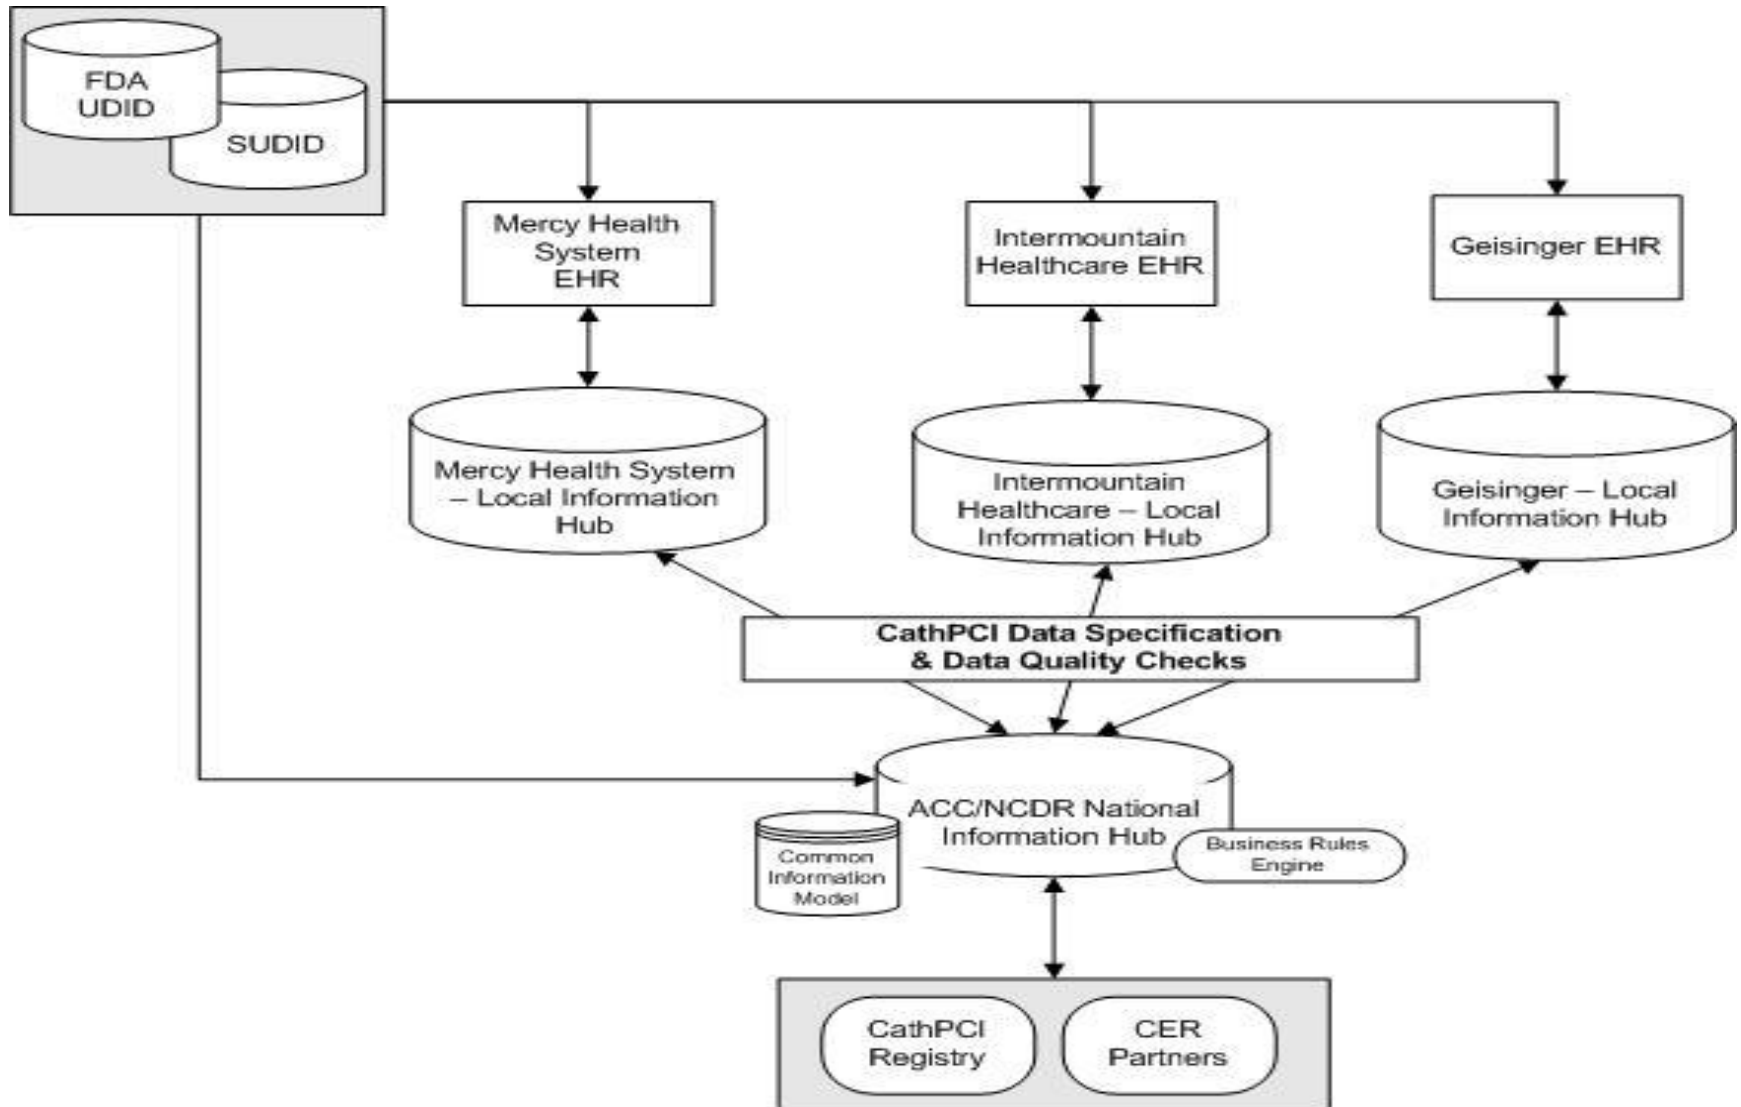 FDA
UDID
SUDID
Mercy Health
System
EHR
Intermountain
Healthcare EHR
Geisinger EHR
Mercy Health System
– Local Information
Hub
Intermountain
Healthcare – Local
Information Hub
Geisinger – Local
Information Hub
CathPCI Data Specification
& Data Quality Checks
ACC/NCDR National
Information Hub
Common
Information
Model
Business Rules
Engine
CathPCI
Registry
CER
Partners